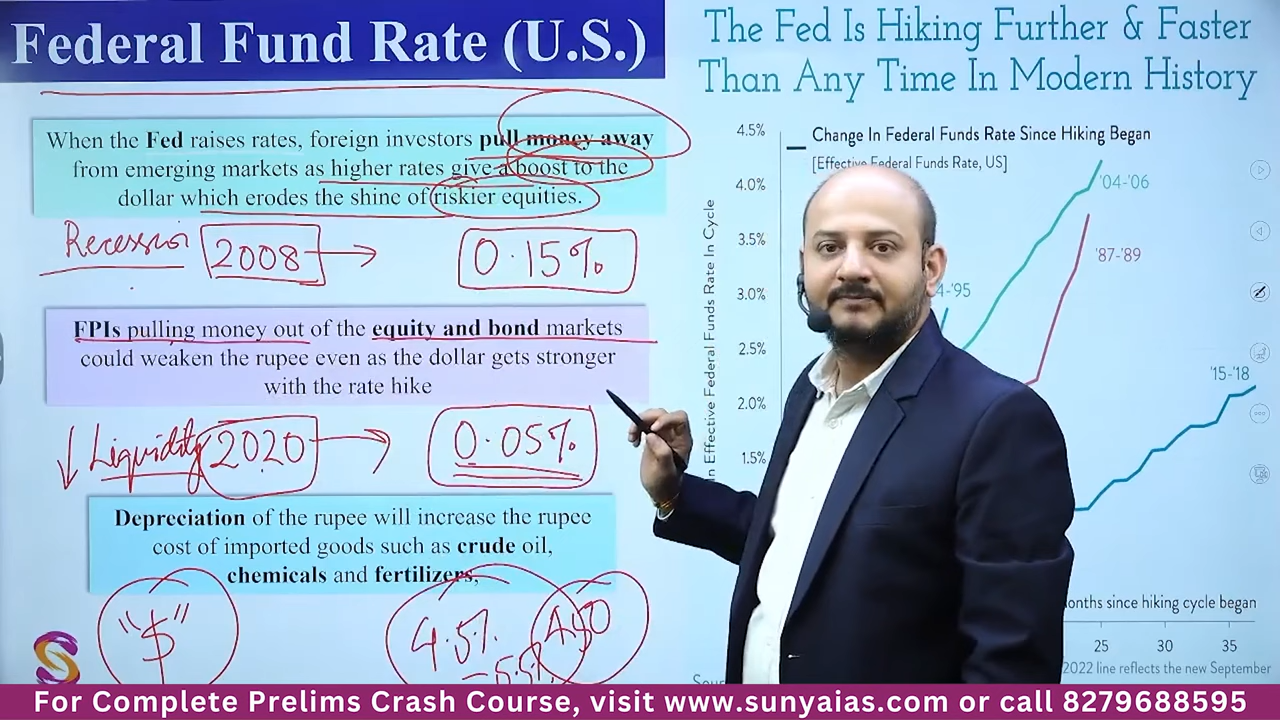 Federal Fund Rate (U.S.)
When the Fed raises rates, foreign investors pull money away
from emerging markets as higher rates give a boost to the
dollar which erodes the shine of riskier equities.
Recession 2008 → 0.15%
FPIs pulling money out of the equity and bond markets
could weaken the rupee even as the dollar gets stronger
with the rate hike
↓ Liquidity 2020 → 0.05%
Depreciation of the rupee will increase the rupee
cost of imported goods such as crude oil,
chemicals and fertilizers,
"$"
4.5%
The Fed Is Hiking Further & Faster
Than Any Time In Modern History
Change In Federal Funds Rate Since Hiking Began
[Effective Federal Funds Rate, US]
4.5%
4.0%
3.5%
3.0%
2.5%
2.0%
1.5%
n Effective Federal Funds Rate In Cycle
'04-'06
'87-'89
4-'95
'15-'18
onths since hiking cycle began
25 30 35
2022 line reflects the new September
Sour
For Complete Prelims Crash Course, visit www.sunyaias.com or call 8279688595